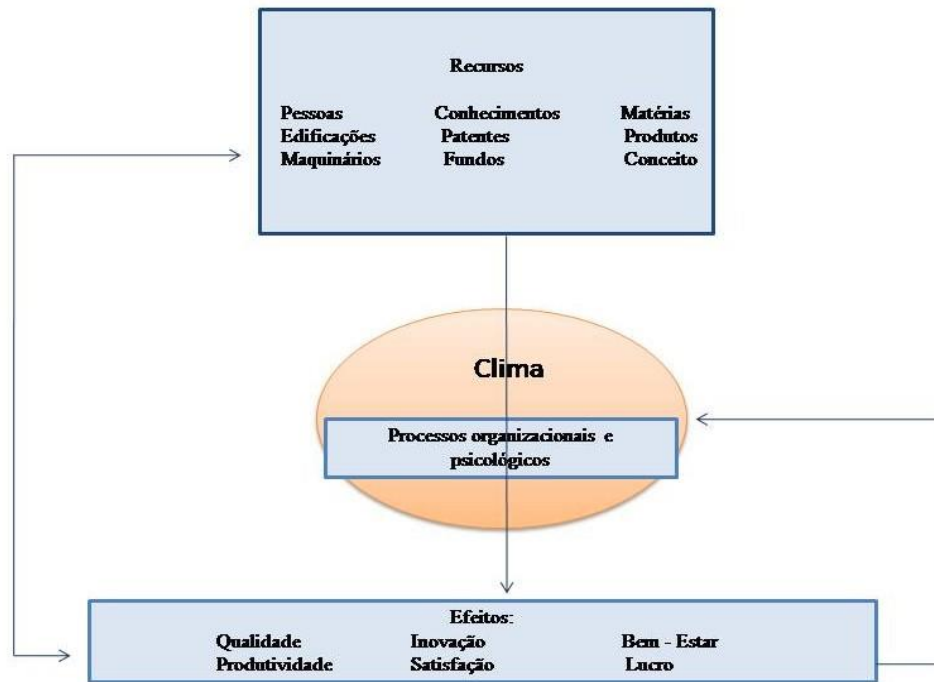 Recursos
Pessoas Conhecimentos Matérias
Edificações Patentes Produtos
Maquinários Fundos Conceito
Clima
Processos organizacionais e
psicológicos
Efeitos:
Qualidade Inovação Bem - Estar
Produtividade Satisfação Lucro